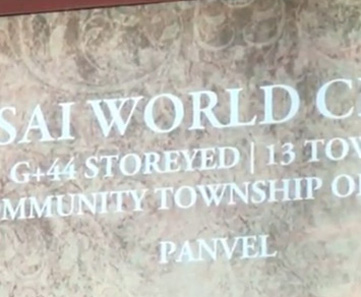 SAI WORLD C
G+44 STOREYED | 13 TOW
MMUNITY TOWNSHIP O
PANVEL